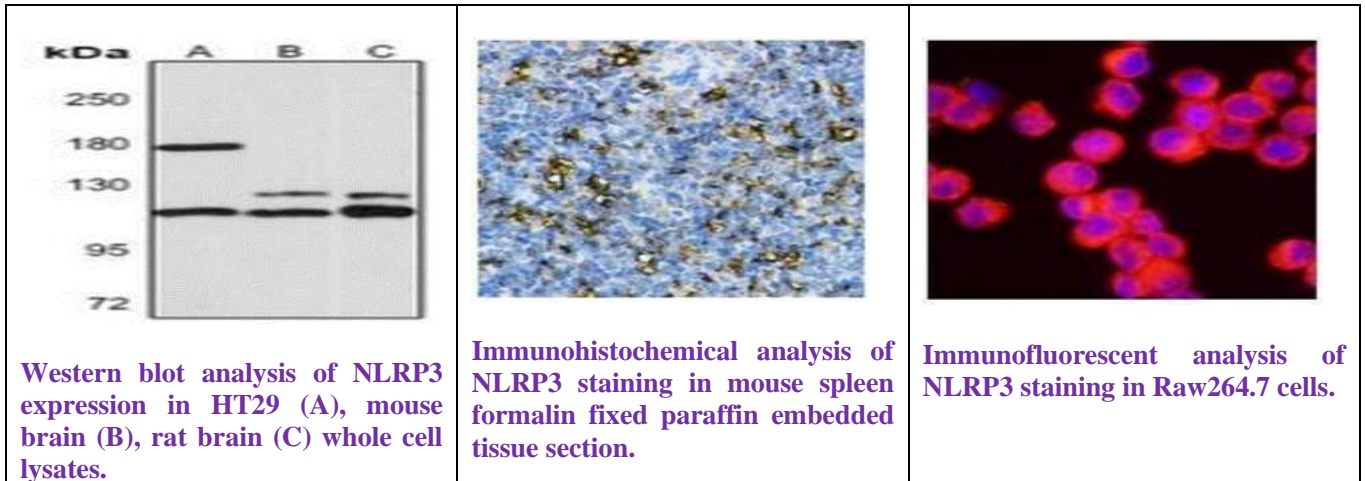 kDa A B C
250
180
130
95
72
Western blot analysis of NLRP3
expression in HT29 (A), mouse
brain (B), rat brain (C) whole cell
lysates.
Immunohistochemical analysis of
NLRP3 staining in mouse spleen
formalin fixed paraffin embedded
tissue section.
Immunofluorescent analysis of
NLRP3 staining in Raw264.7 cells.